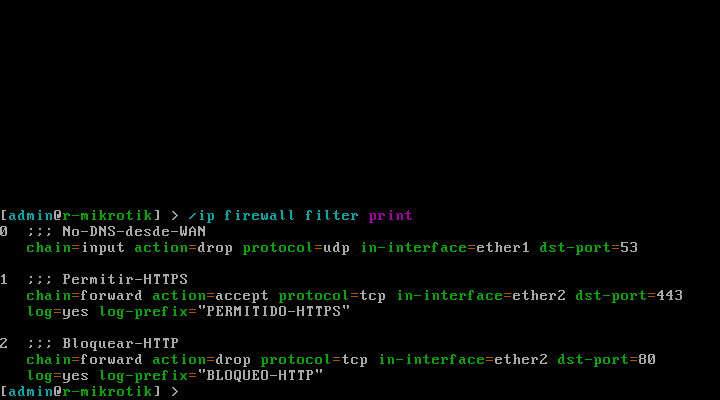 [admin@r-mikrotik] > /ip firewall filter print
0 ;;; No-DNS-desde-WAN
chain=input action=drop protocol=udp in-interface=ether1 dst-port=53
1 ;;; Permitir-HTTPS
chain=forward action=accept protocol=tcp in-interface=ether2 dst-port=443
log=yes log-prefix="PERMITIDO-HTTPS"
2 ;;; Bloquear-HTTP
chain=forward action=drop protocol=tcp in-interface=ether2 dst-port=80
log=yes log-prefix="BLOQUEO-HTTP"
[admin@r-mikrotik] >